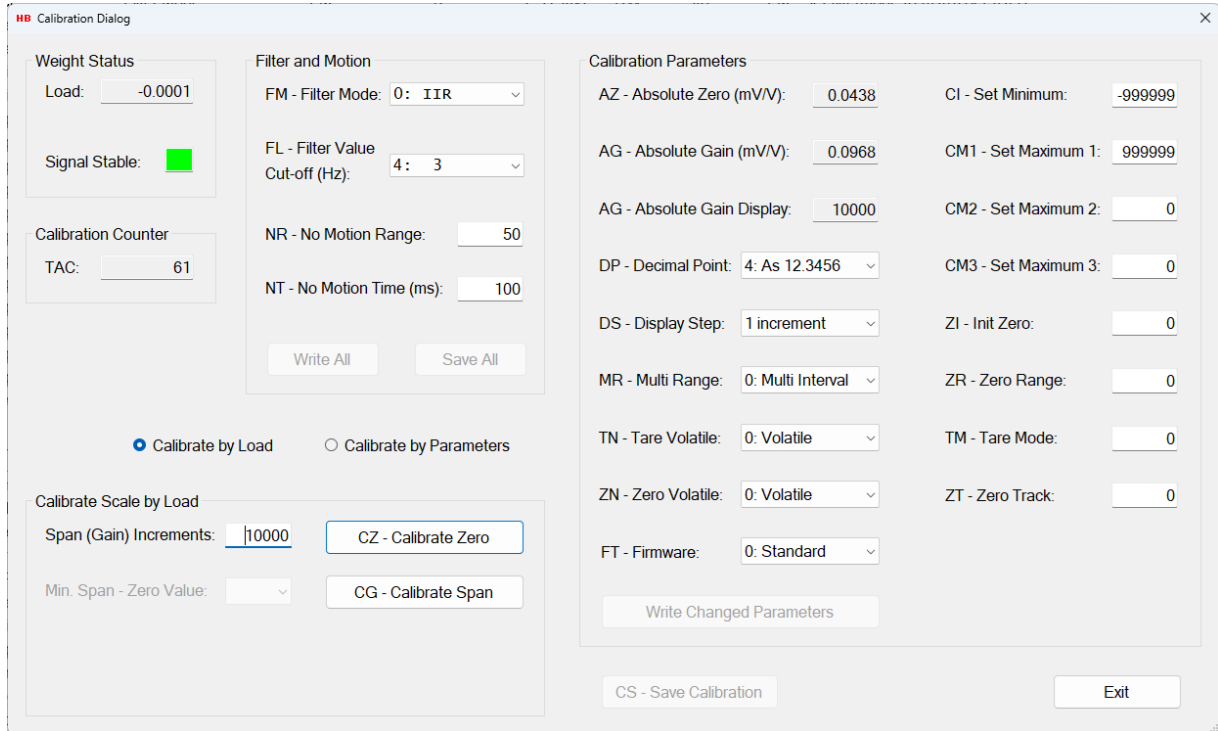 HB Calibration Dialog
Weight Status
Load: -0.0001
Signal Stable:
Calibration Counter
TAC: 61
Filter and Motion
FM - Filter Mode: 0: IIR
FL - Filter Value
Cut-off (Hz): 4: 3
NR - No Motion Range: 50
NT - No Motion Time (ms): 100
Write All Save All
Calibrate by Load Calibrate by Parameters
Calibrate Scale by Load
Span (Gain) Increments: 10000 CZ - Calibrate Zero
Min. Span - Zero Value: CG - Calibrate Span
Calibration Parameters
AZ - Absolute Zero (mV/V): 0.0438 CI - Set Minimum: -999999
AG - Absolute Gain (mV/V): 0.0968 CM1 - Set Maximum 1: 999999
AG - Absolute Gain Display: 10000 CM2 - Set Maximum 2: 0
DP - Decimal Point: 4: As 12.3456 CM3 - Set Maximum 3: 0
DS - Display Step: 1 increment ZI - Init Zero: 0
MR - Multi Range: 0: Multi Interval ZR - Zero Range: 0
TN - Tare Volatile: 0: Volatile TM - Tare Mode: 0
ZN - Zero Volatile: 0: Volatile ZT - Zero Track: 0
FT - Firmware: 0: Standard
Write Changed Parameters
CS - Save Calibration Exit